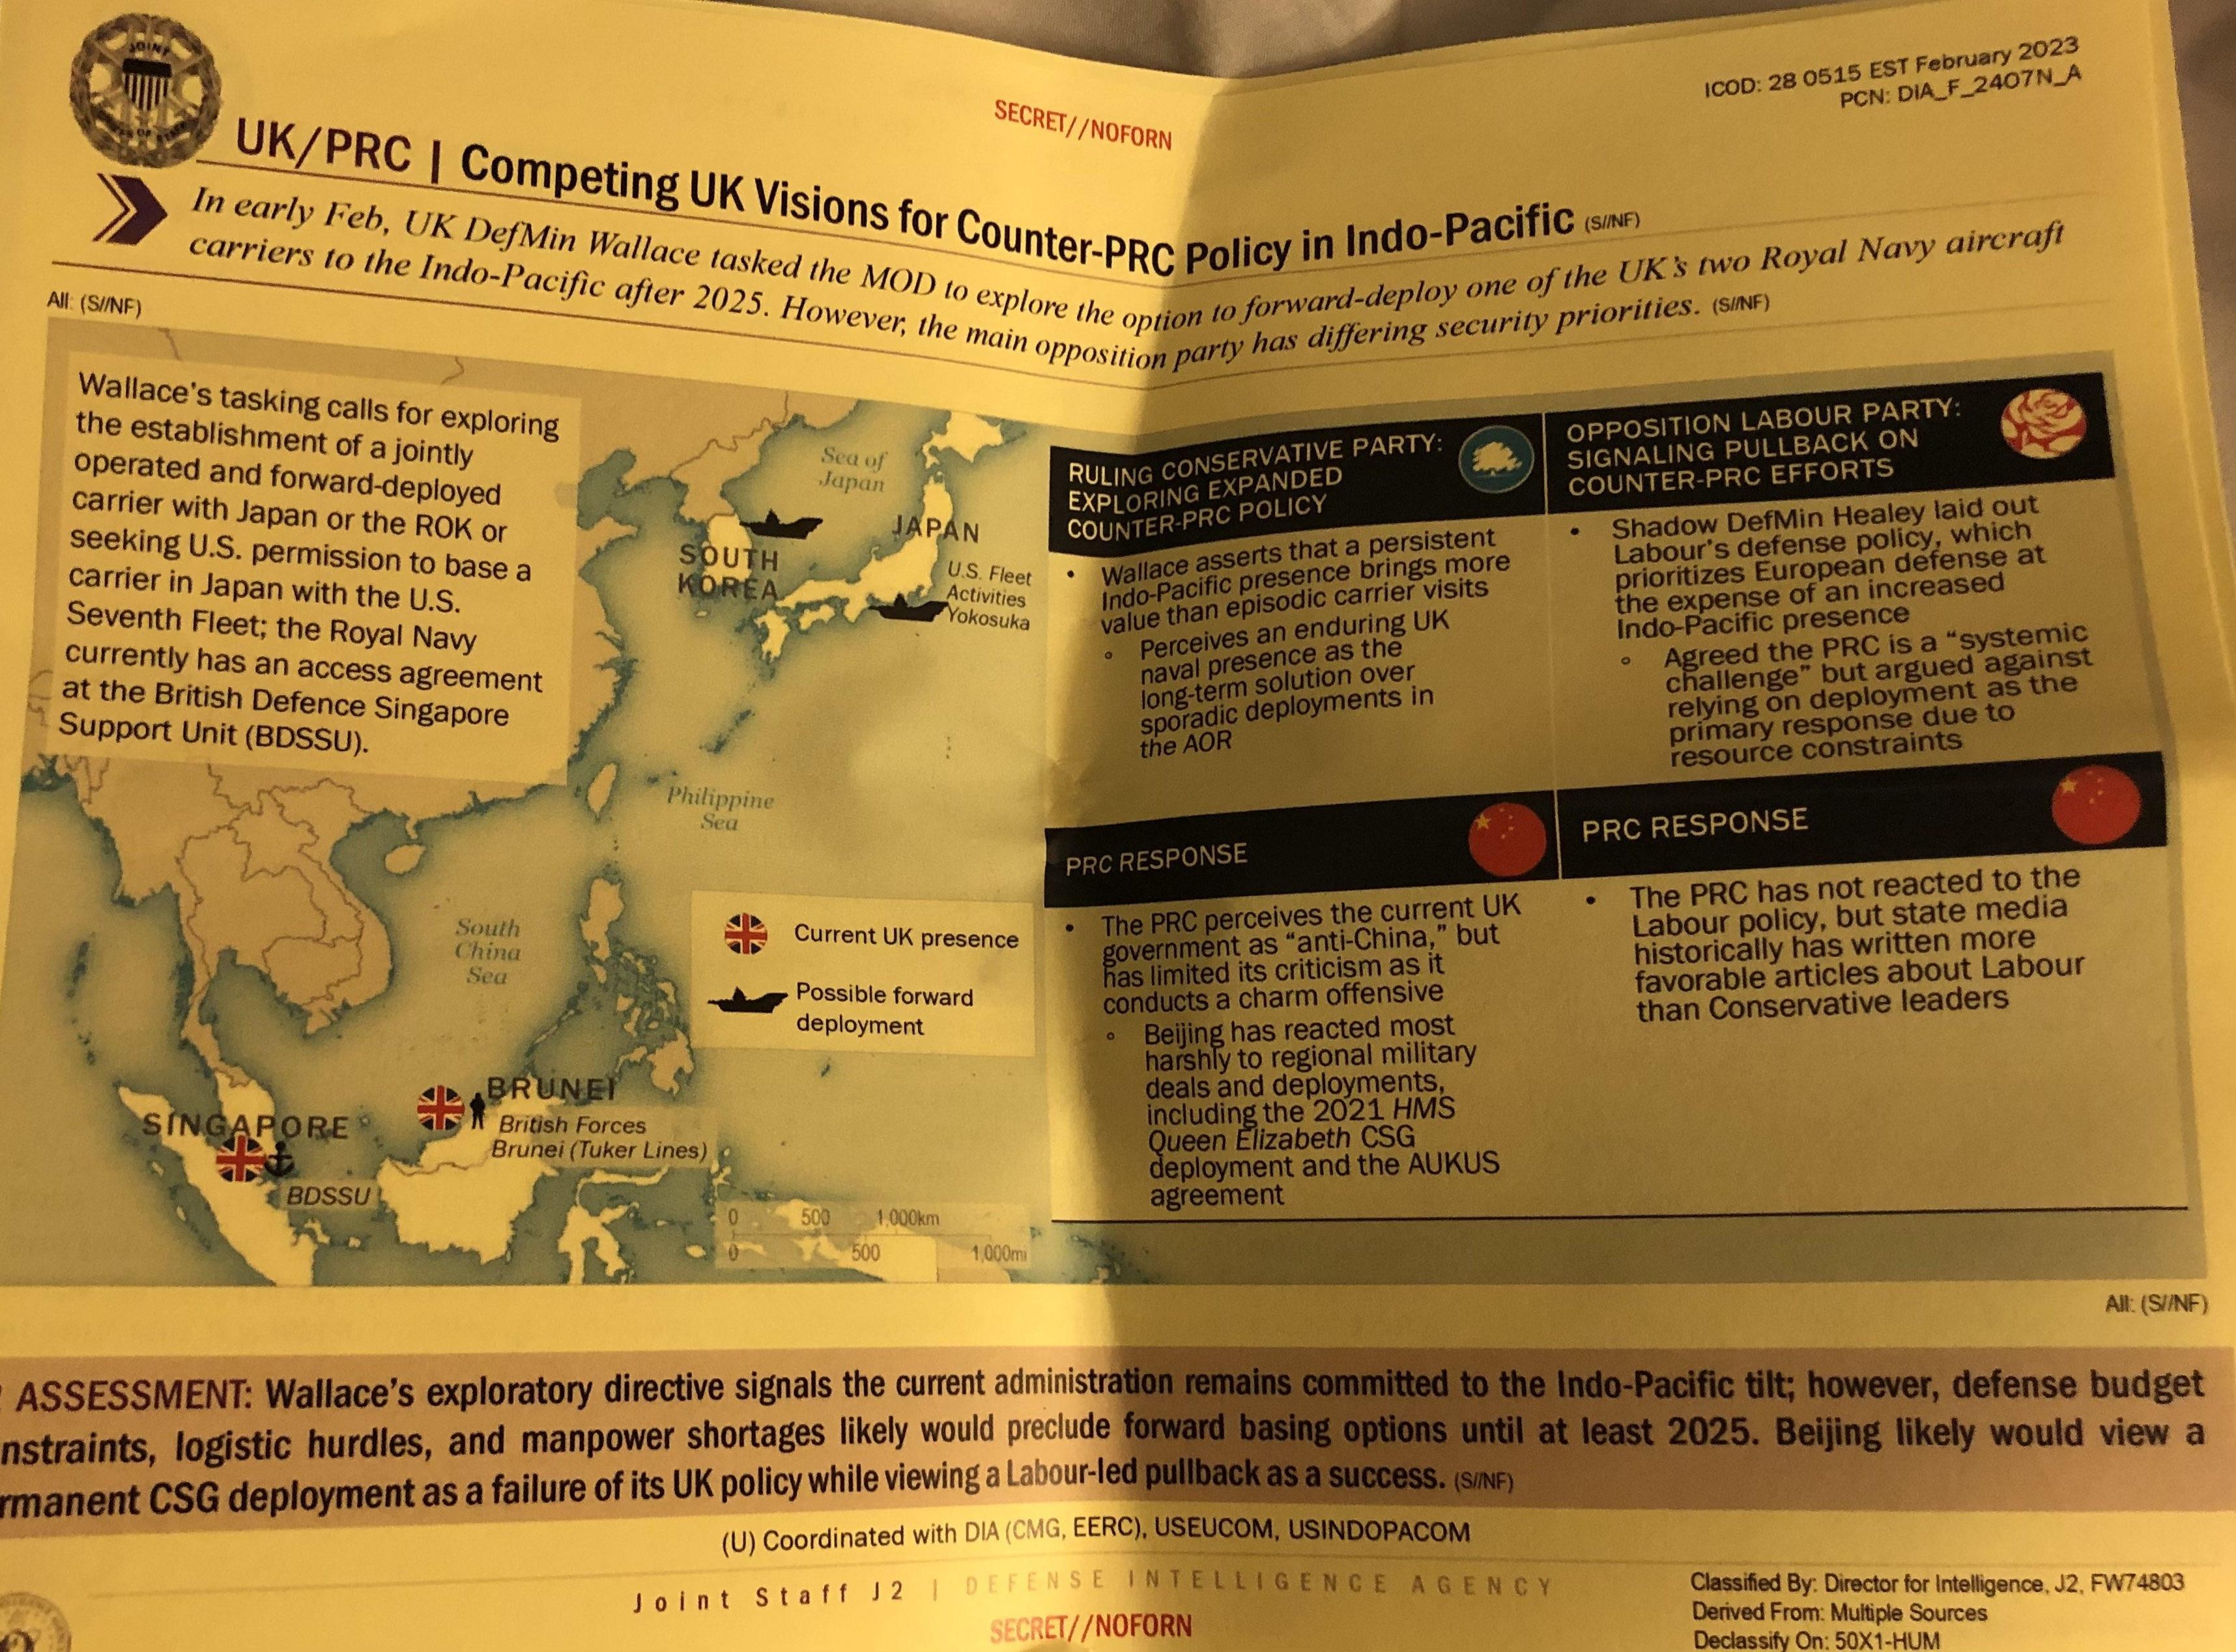 JOINT
ICOD: 28 0515 EST February 2023
PCN: DIA_F_24O7N_A
SECRET//NOFORN
UK/PRC | Competing UK Visions for Counter-PRC Policy in Indo-Pacific (S//NF)
In early Feb, UK DefMin Wallace tasked the MOD to explore the option to forward-deploy one of the UK's two Royal Navy aircraft
carriers to the Indo-Pacific after 2025. However, the main opposition party has differing security priorities. (S//NF)
All: (S//NF)
Wallace's tasking calls for exploring
the establishment of a jointly
operated and forward-deployed
carrier with Japan or the ROK or
seeking U.S. permission to base a
carrier in Japan with the U.S.
Seventh Fleet; the Royal Navy
currently has an access agreement
at the British Defence Singapore
Support Unit (BDSSU).
Sea of
Japan
JAPAN
SOUTH
KOREA
U.S. Fleet
Activities
Yokosuka
Philippine
Sea
South
China
Sea
Current UK presence
Possible forward
deployment
BRUNEI
British Forces
Brunei (Tuker Lines)
SINGAPORE
BDSSU
0 500 1,000km
0 500 1,000mi
RULING CONSERVATIVE PARTY:
EXPLORING EXPANDED
COUNTER-PRC POLICY
• Wallace asserts that a persistent
Indo-Pacific presence brings more
value than episodic carrier visits
◦ Perceives an enduring UK
naval presence as the
long-term solution over
sporadic deployments in
the AOR
OPPOSITION LABOUR PARTY:
SIGNALING PULLBACK ON
COUNTER-PRC EFFORTS
• Shadow DefMin Healey laid out
Labour's defense policy, which
prioritizes European defense at
the expense of an increased
Indo-Pacific presence
◦ Agreed the PRC is a "systemic
challenge" but argued against
relying on deployment as the
primary response due to
resource constraints
PRC RESPONSE
• The PRC perceives the current UK
government as "anti-China," but
has limited its criticism as it
conducts a charm offensive
◦ Beijing has reacted most
harshly to regional military
deals and deployments,
including the 2021 HMS
Queen Elizabeth CSG
deployment and the AUKUS
agreement
PRC RESPONSE
• The PRC has not reacted to the
Labour policy, but state media
historically has written more
favorable articles about Labour
than Conservative leaders
All: (S//NF)
ASSESSMENT: Wallace's exploratory directive signals the current administration remains committed to the Indo-Pacific tilt; however, defense budget
nstraints, logistic hurdles, and manpower shortages likely would preclude forward basing options until at least 2025. Beijing likely would view a
rmanent CSG deployment as a failure of its UK policy while viewing a Labour-led pullback as a success. (S//NF)
(U) Coordinated with DIA (CMG, EERC), USEUCOM, USINDOPACOM
Joint Staff J2 | DEFENSE INTELLIGENCE AGENCY
SECRET//NOFORN
Classified By: Director for Intelligence, J2, FW74803
Derived From: Multiple Sources
Declassify On: 50X1-HUM